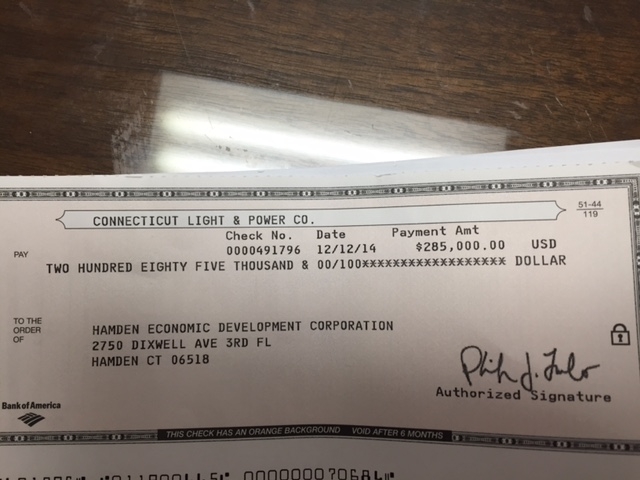 CONNECTICUT LIGHT & POWER CO.
51-44
119
Check No. Date Payment Amt
PAY 0000491796 12/12/14 $285,000.00 USD
TWO HUNDRED EIGHTY FIVE THOUSAND & 00/100✱✱✱✱✱✱✱✱✱✱✱✱✱✱✱✱✱✱ DOLLAR
TO THE
ORDER
OF
HAMDEN ECONOMIC DEVELOPMENT CORPORATION
2750 DIXWELL AVE 3RD FL
HAMDEN CT 06518
Authorized Signature
Bank of America
THIS CHECK HAS AN ORANGE BACKGROUND VOID AFTER 6 MONTHS